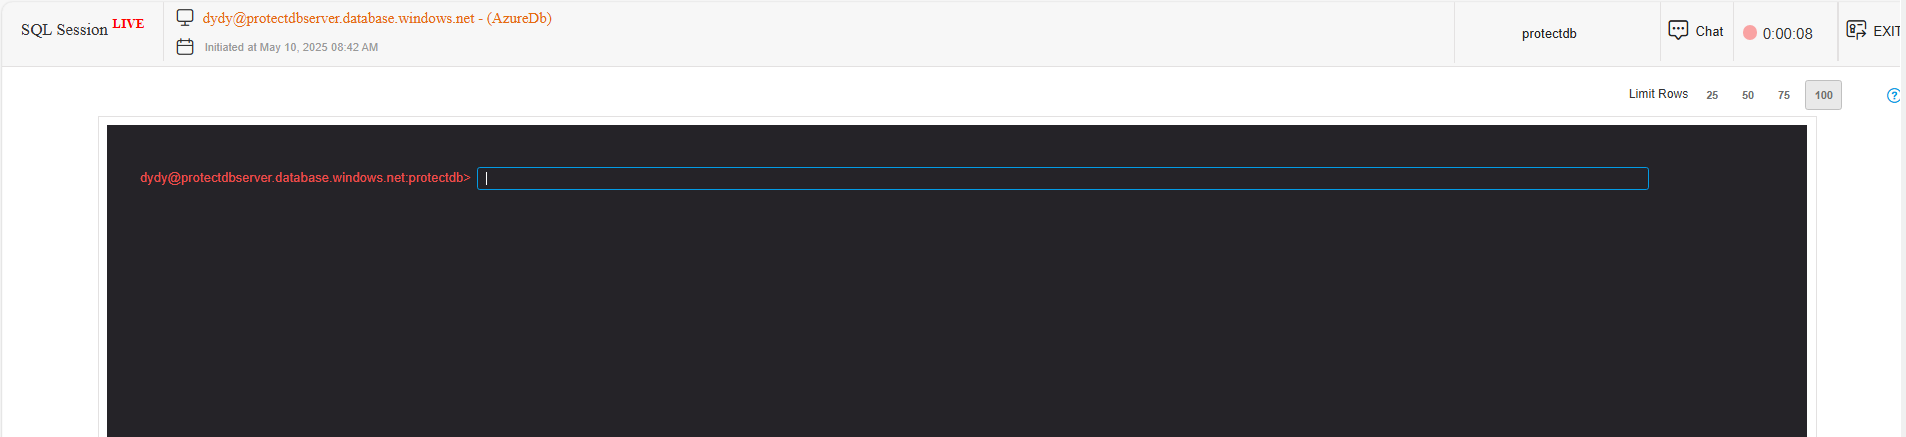 SQL Session LIVE
dydy@protectdbserver.database.windows.net - (AzureDb)
Initiated at May 10, 2025 08:42 AM
protectdb
Chat
0:00:08
EXIT
Limit Rows 25 50 75 100
?
dydy@protectdbserver.database.windows.net:protectdb>